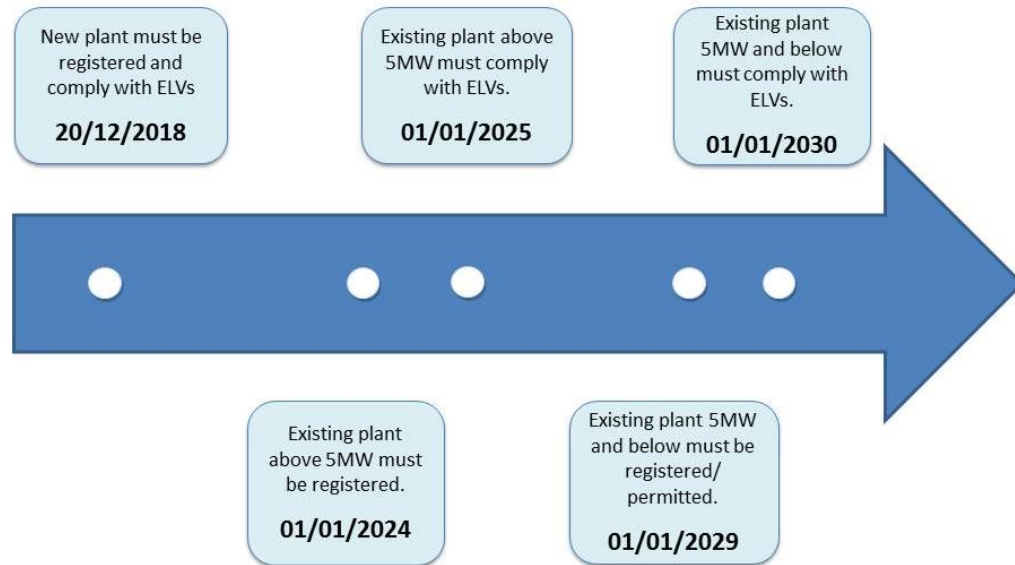 New plant must be
registered and
comply with ELVs
20/12/2018
Existing plant above
5MW must comply
with ELVs.
01/01/2025
Existing plant
5MW and below
must comply with
ELVs.
01/01/2030
Existing plant
above 5MW must
be registered.
01/01/2024
Existing plant 5MW
and below must be
registered/
permitted.
01/01/2029